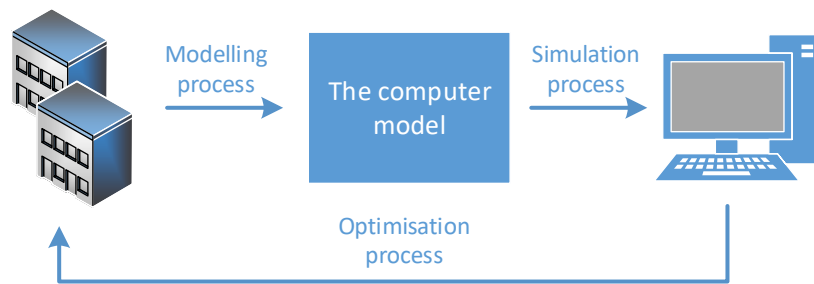 Modelling
process
The computer
model
Simulation
process
Optimisation
process